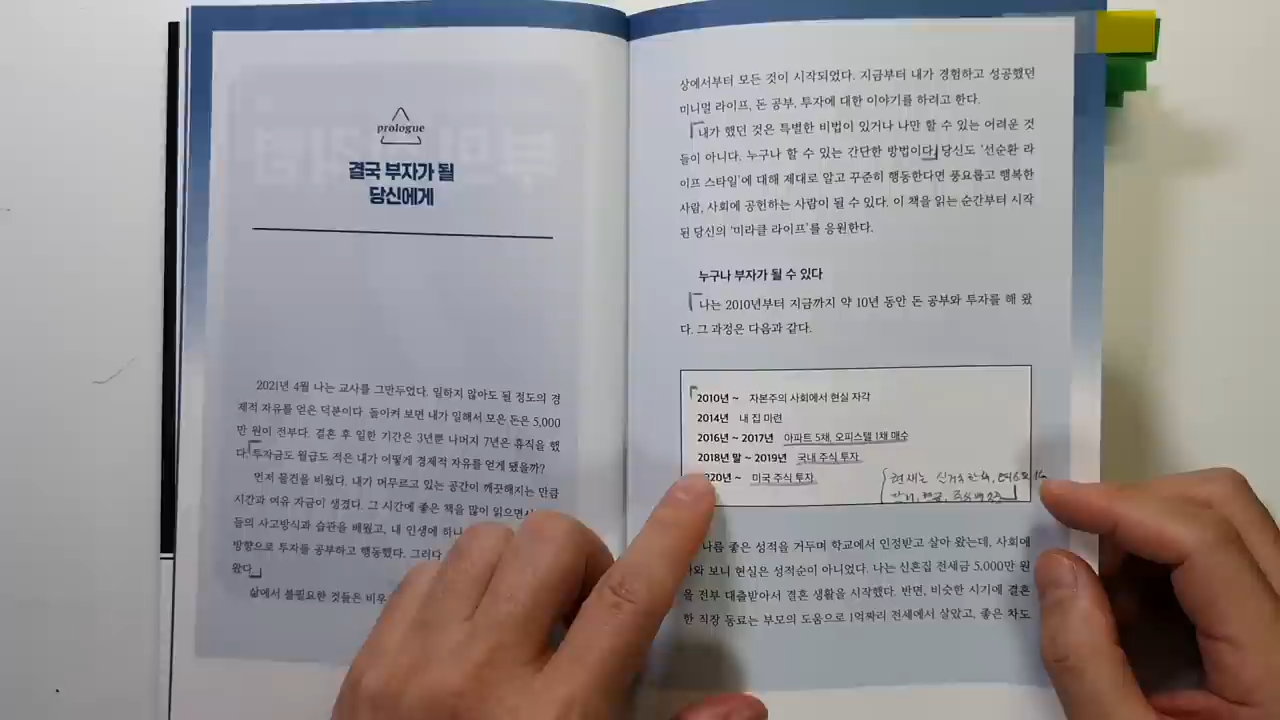 prologue
결국 부자가 될
당신에게
2021년 4월 나는 교사를 그만두었다. 일하지 않아도 될 정도의 경
제적 자유를 얻은 덕분이다. 돌이켜 보면 내가 일해서 모은 돈은 5,000
만 원이 전부다. 결혼 후 일한 기간은 3년뿐 나머지 7년은 휴직을 했
다. 투자금도 월급도 적은 내가 어떻게 경제적 자유를 얻게 됐을까?
먼저 물건을 비웠다. 내가 머무르고 있는 공간이 깨끗해지는 만큼
시간과 여유 자금이 생겼다. 그 시간에 좋은 책을 많이 읽으면서
들의 사고방식과 습관을 배웠고, 내 인생에 하나
방향으로 투자를 공부하고 행동했다. 그러다
왔다.
삶에서 불필요한 것들은 비우
상에서부터 모든 것이 시작되었다. 지금부터 내가 경험하고 성공했던
미니멀 라이프, 돈 공부, 투자에 대한 이야기를 하려고 한다.
내가 했던 것은 특별한 비법이 있거나 나만 할 수 있는 어려운 것
들이 아니다. 누구나 할 수 있는 간단한 방법이다. 당신도 '선순환 라
이프 스타일'에 대해 제대로 알고 꾸준히 행동한다면 풍요롭고 행복한
사람, 사회에 공헌하는 사람이 될 수 있다. 이 책을 읽는 순간부터 시작
된 당신의 '미라클 라이프'를 응원한다.
누구나 부자가 될 수 있다
나는 2010년부터 지금까지 약 10년 동안 돈 공부와 투자를 해 왔
다. 그 과정은 다음과 같다.
2010년 ~ 자본주의 사회에서 현실 자각
2014년 내 집 마련
2016년 ~ 2017년 아파트 5채, 오피스텔 1채 매수
2018년 말 ~ 2019년 국내 주식 투자
020년 ~ 미국 주식 투자
현재는
나름 좋은 성적을 거두며 학교에서 인정받고 살아 왔는데, 사회에
와 보니 현실은 성적순이 아니었다. 나는 신혼집 전세금 5,000만 원
을 전부 대출받아서 결혼 생활을 시작했다. 반면, 비슷한 시기에 결혼
한 직장 동료는 부모의 도움으로 1억짜리 전세에서 살았고, 좋은 차도